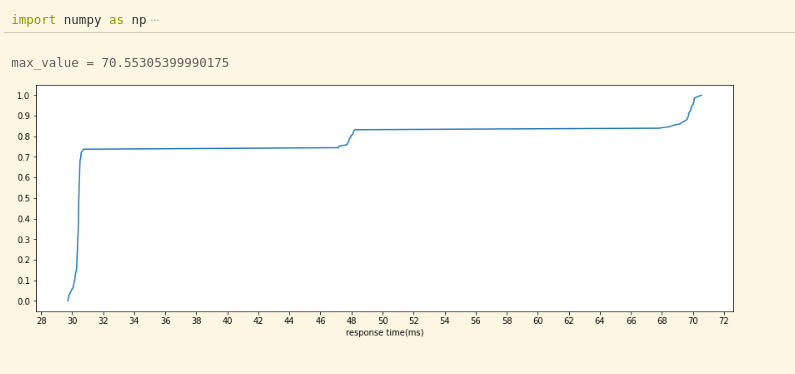 import numpy as np ...
max_value = 70.55305399990175
1.0
0.9
0.8
0.7
0.6
0.5
0.4
0.3
0.2
0.1
0.0
28 30 32 34 36 38 40 42 44 46 48 50 52 54 56 58 60 62 64 66 68 70 72
response time(ms)